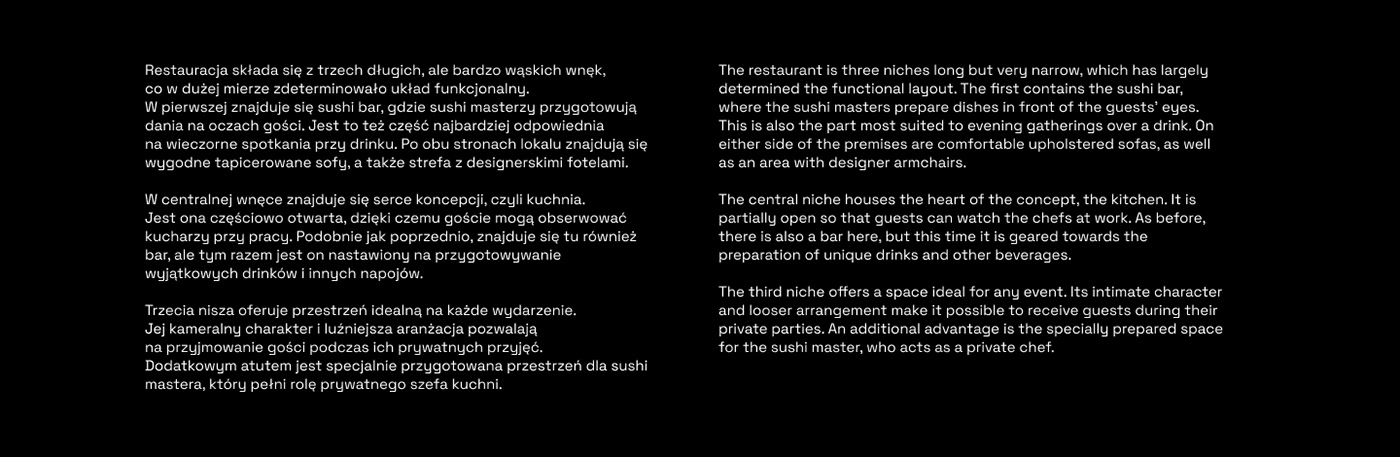 Restauracja składa się z trzech długich, ale bardzo wąskich wnęk,
co w dużej mierze zdeterminowało układ funkcjonalny.
W pierwszej znajduje się sushi bar, gdzie sushi masterzy przygotowują
dania na oczach gości. Jest to też część najbardziej odpowiednia
na wieczorne spotkania przy drinku. Po obu stronach lokalu znajdują się
wygodne tapicerowane sofy, a także strefa z designerskimi fotelami.
W centralnej wnęce znajduje się serce koncepcji, czyli kuchnia.
Jest ona częściowo otwarta, dzięki czemu goście mogą obserwować
kucharzy przy pracy. Podobnie jak poprzednio, znajduje się tu również
bar, ale tym razem jest on nastawiony na przygotowywanie
wyjątkowych drinków i innych napojów.
Trzecia nisza oferuje przestrzeń idealną na każde wydarzenie.
Jej kameralny charakter i luźniejsza aranżacja pozwalają
na przyjmowanie gości podczas ich prywatnych przyjęć.
Dodatkowym atutem jest specjalnie przygotowana przestrzeń dla sushi
mastera, który pełni rolę prywatnego szefa kuchni.
The restaurant is three niches long but very narrow, which has largely
determined the functional layout. The first contains the sushi bar,
where the sushi masters prepare dishes in front of the guests’ eyes.
This is also the part most suited to evening gatherings over a drink. On
either side of the premises are comfortable upholstered sofas, as well
as an area with designer armchairs.
The central niche houses the heart of the concept, the kitchen. It is
partially open so that guests can watch the chefs at work. As before,
there is also a bar here, but this time it is geared towards the
preparation of unique drinks and other beverages.
The third niche offers a space ideal for any event. Its intimate character
and looser arrangement make it possible to receive guests during their
private parties. An additional advantage is the specially prepared space
for the sushi master, who acts as a private chef.